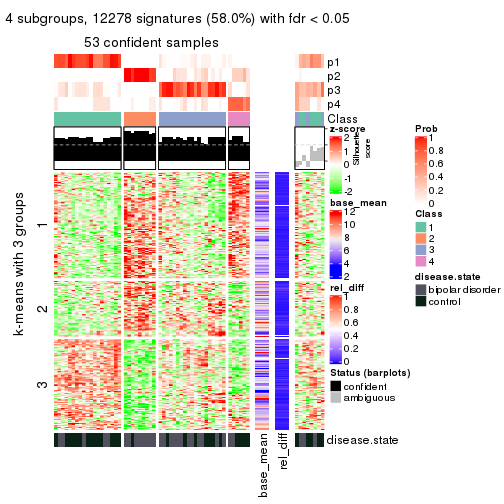 4 subgroups, 12278 signatures (58.0%) with fdr < 0.05
53 confident samples
p1
p2
p3
p4
Class
Silhouette
score
k-means with 3 groups
1
2
3
z-score
2
1
0
-1
-2
base_mean
12
10
8
6
4
2
rel_diff
1
0.8
0.6
0.4
0.2
0
Status (barplots)
confident
ambiguous
Prob
1
0.8
0.6
0.4
0.2
0
Class
1
2
3
4
disease.state
bipolar disorder
control
disease.state
base_mean
rel_diff